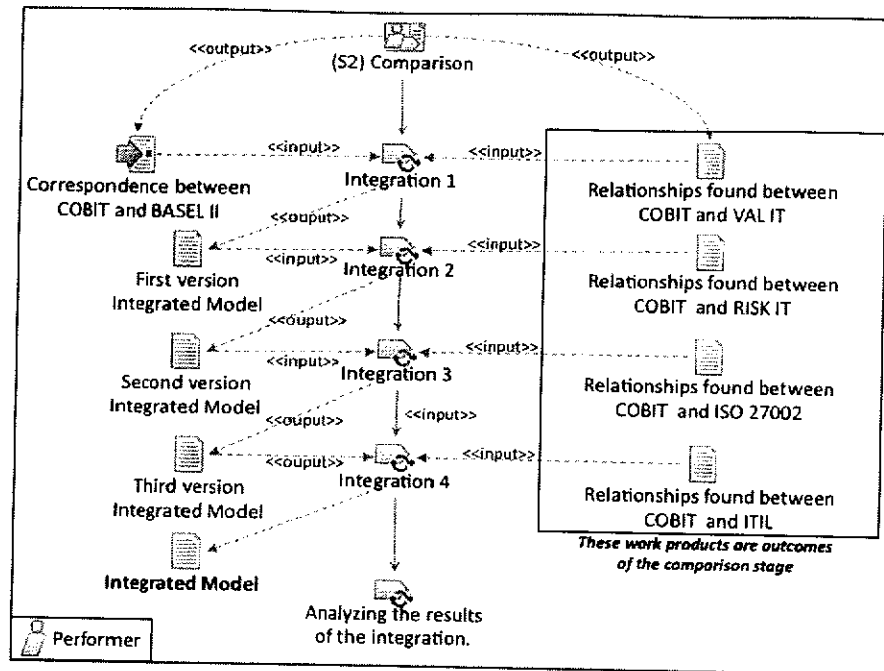 <<output>>
<<output>>
(S2) Comparison
<<input>>
<<input>>
Integration 1
Correspondence between
COBIT and BASEL II
Relationships found between
COBIT and VAL IT
<<ouput>>
<<input>>
<<input>>
Integration 2
First version
Integrated Model
Relationships found between
COBIT and RISK IT
<<ouput>>
<<input>>
<<input>>
Integration 3
Second version
Integrated Model
Relationships found between
COBIT and ISO 27002
<<ouput>>
<<input>>
<<ouput>>
<<input>>
Integration 4
Third version
Integrated Model
Relationships found between
COBIT and ITIL
These work products are outcomes
of the comparison stage
Integrated Model
Analyzing the results
of the integration.
Performer